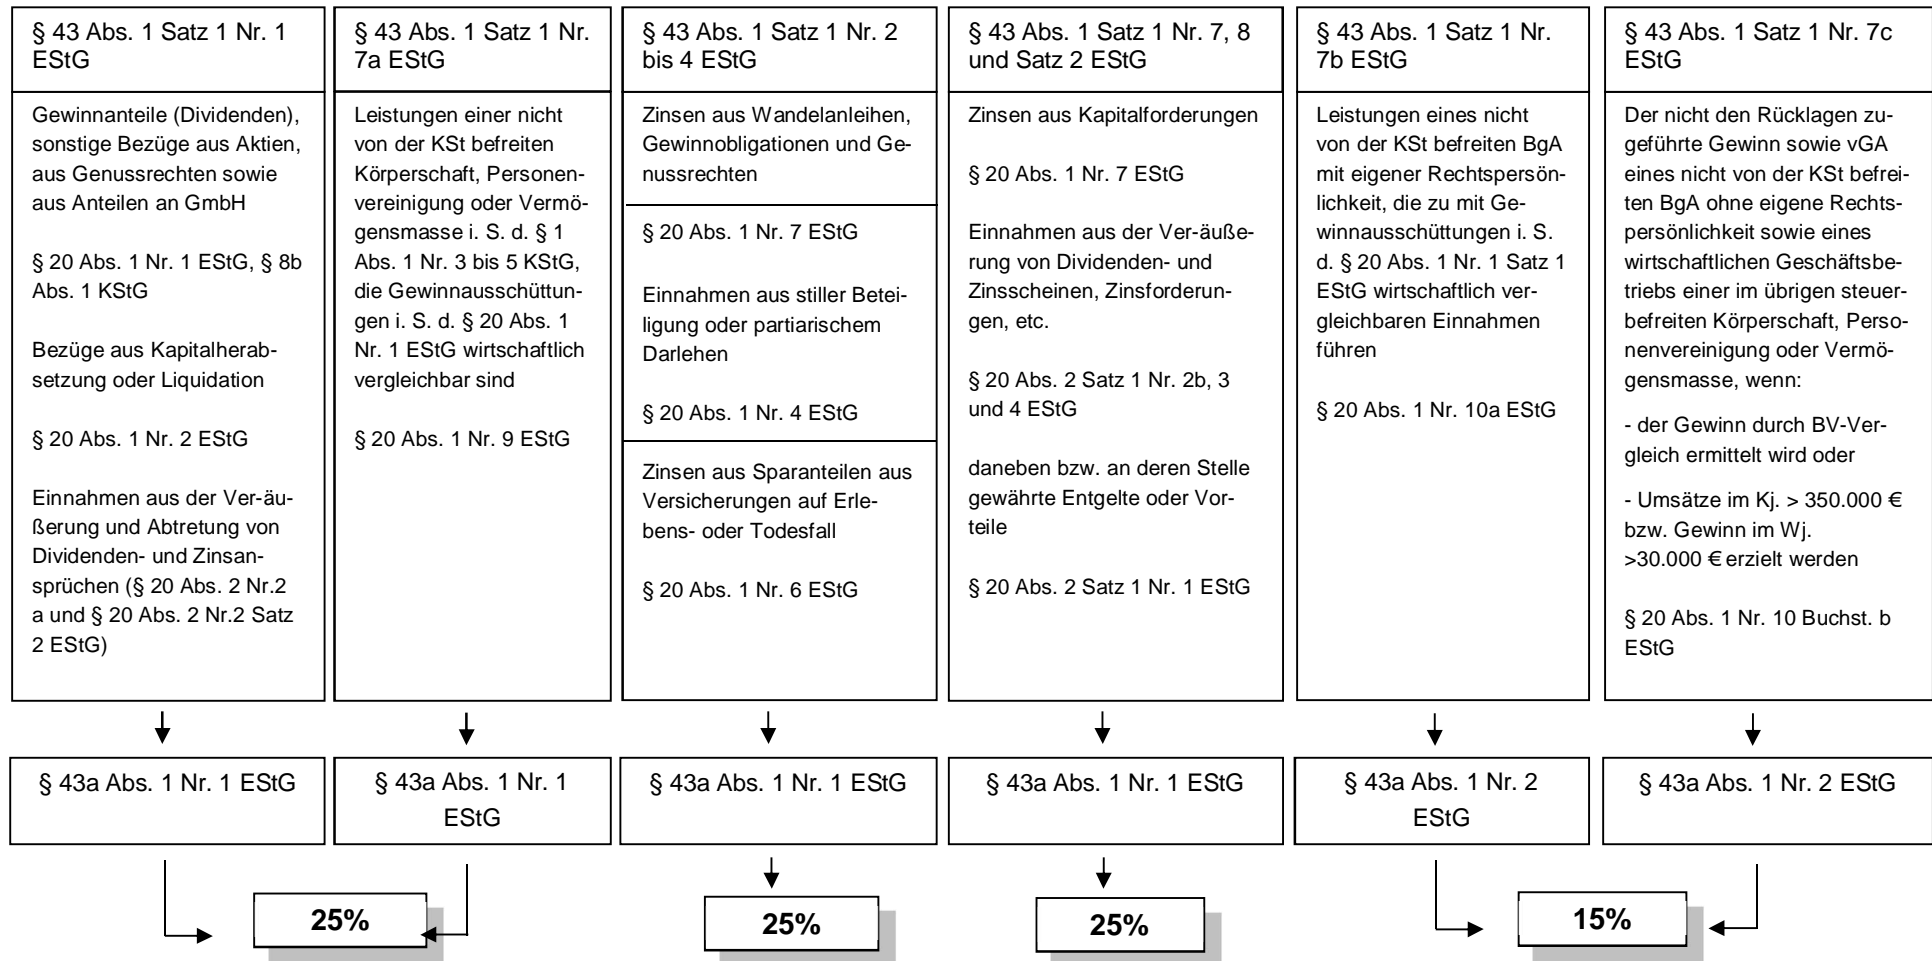 § 43 Abs. 1 Satz 1 Nr. 1
EStG
Gewinnanteile (Dividenden),
sonstige Bezüge aus Aktien,
aus Genussrechten sowie
aus Anteilen an GmbH
§ 20 Abs. 1 Nr. 1 EStG, § 8b
Abs. 1 KStG
Bezüge aus Kapitalherab-
setzung oder Liquidation
§ 20 Abs. 1 Nr. 2 EStG
Einnahmen aus der Ver-äu-
ßerung und Abtretung von
Dividenden- und Zinsan-
sprüchen (§ 20 Abs. 2 Nr.2
a und § 20 Abs. 2 Nr.2 Satz
2 EStG)
§ 43a Abs. 1 Nr. 1 EStG
§ 43 Abs. 1 Satz 1 Nr.
7a EStG
Leistungen einer nicht
von der KSt befreiten
Körperschaft, Personen-
vereinigung oder Vermö-
gensmasse i. S. d. § 1
Abs. 1 Nr. 3 bis 5 KStG,
die Gewinnausschüttun-
gen i. S. d. § 20 Abs. 1
Nr. 1 EStG wirtschaftlich
vergleichbar sind
§ 20 Abs. 1 Nr. 9 EStG
§ 43a Abs. 1 Nr. 1
EStG
25%
§ 43 Abs. 1 Satz 1 Nr. 2
bis 4 EStG
Zinsen aus Wandelanleihen,
Gewinnobligationen und Ge-
nussrechten
§ 20 Abs. 1 Nr. 7 EStG
Einnahmen aus stiller Betei-
ligung oder partiarischem
Darlehen
§ 20 Abs. 1 Nr. 4 EStG
Zinsen aus Sparanteilen aus
Versicherungen auf Erle-
bens- oder Todesfall
§ 20 Abs. 1 Nr. 6 EStG
§ 43a Abs. 1 Nr. 1 EStG
25%
§ 43 Abs. 1 Satz 1 Nr. 7, 8
und Satz 2 EStG
Zinsen aus Kapitalforderungen
§ 20 Abs. 1 Nr. 7 EStG
Einnahmen aus der Ver-äuße-
rung von Dividenden- und
Zinsscheinen, Zinsforderun-
gen, etc.
§ 20 Abs. 2 Satz 1 Nr. 2b, 3
und 4 EStG
daneben bzw. an deren Stelle
gewährte Entgelte oder Vor-
teile
§ 20 Abs. 2 Satz 1 Nr. 1 EStG
§ 43a Abs. 1 Nr. 1 EStG
25%
§ 43 Abs. 1 Satz 1 Nr.
7b EStG
Leistungen eines nicht
von der KSt befreiten BgA
mit eigener Rechtspersön-
lichkeit, die zu mit Ge-
winnausschüttungen i. S.
d. § 20 Abs. 1 Nr. 1 Satz 1
EStG wirtschaftlich ver-
gleichbaren Einnahmen
führen
§ 20 Abs. 1 Nr. 10a EStG
§ 43a Abs. 1 Nr. 2
EStG
§ 43 Abs. 1 Satz 1 Nr. 7c
EStG
Der nicht den Rücklagen zu-
geführte Gewinn sowie vGA
eines nicht von der KSt befrei-
ten BgA ohne eigene Rechts-
persönlichkeit sowie eines
wirtschaftlichen Geschäftsbe-
triebs einer im übrigen steuer-
befreiten Körperschaft, Perso-
nenvereinigung oder Vermö-
gensmasse, wenn:
- der Gewinn durch BV-Ver-
gleich ermittelt wird oder
- Umsätze im Kj. > 350.000 €
bzw. Gewinn im Wj.
>30.000 € erzielt werden
§ 20 Abs. 1 Nr. 10 Buchst. b
EStG
§ 43a Abs. 1 Nr. 2 EStG
15%